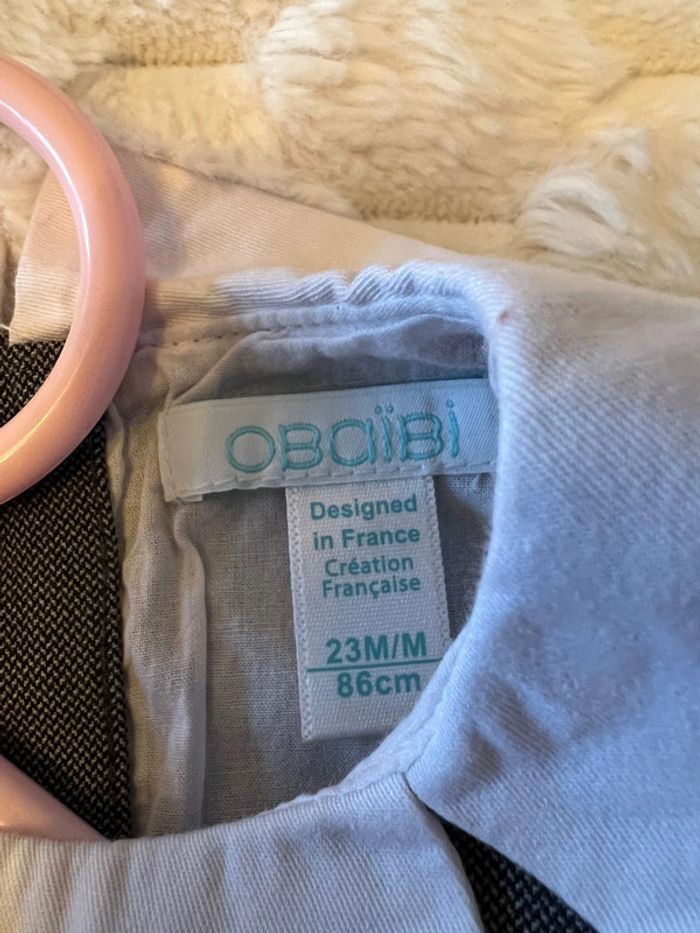 OBaïBi
Designed
in France
Création
Française
23M/M
86cm